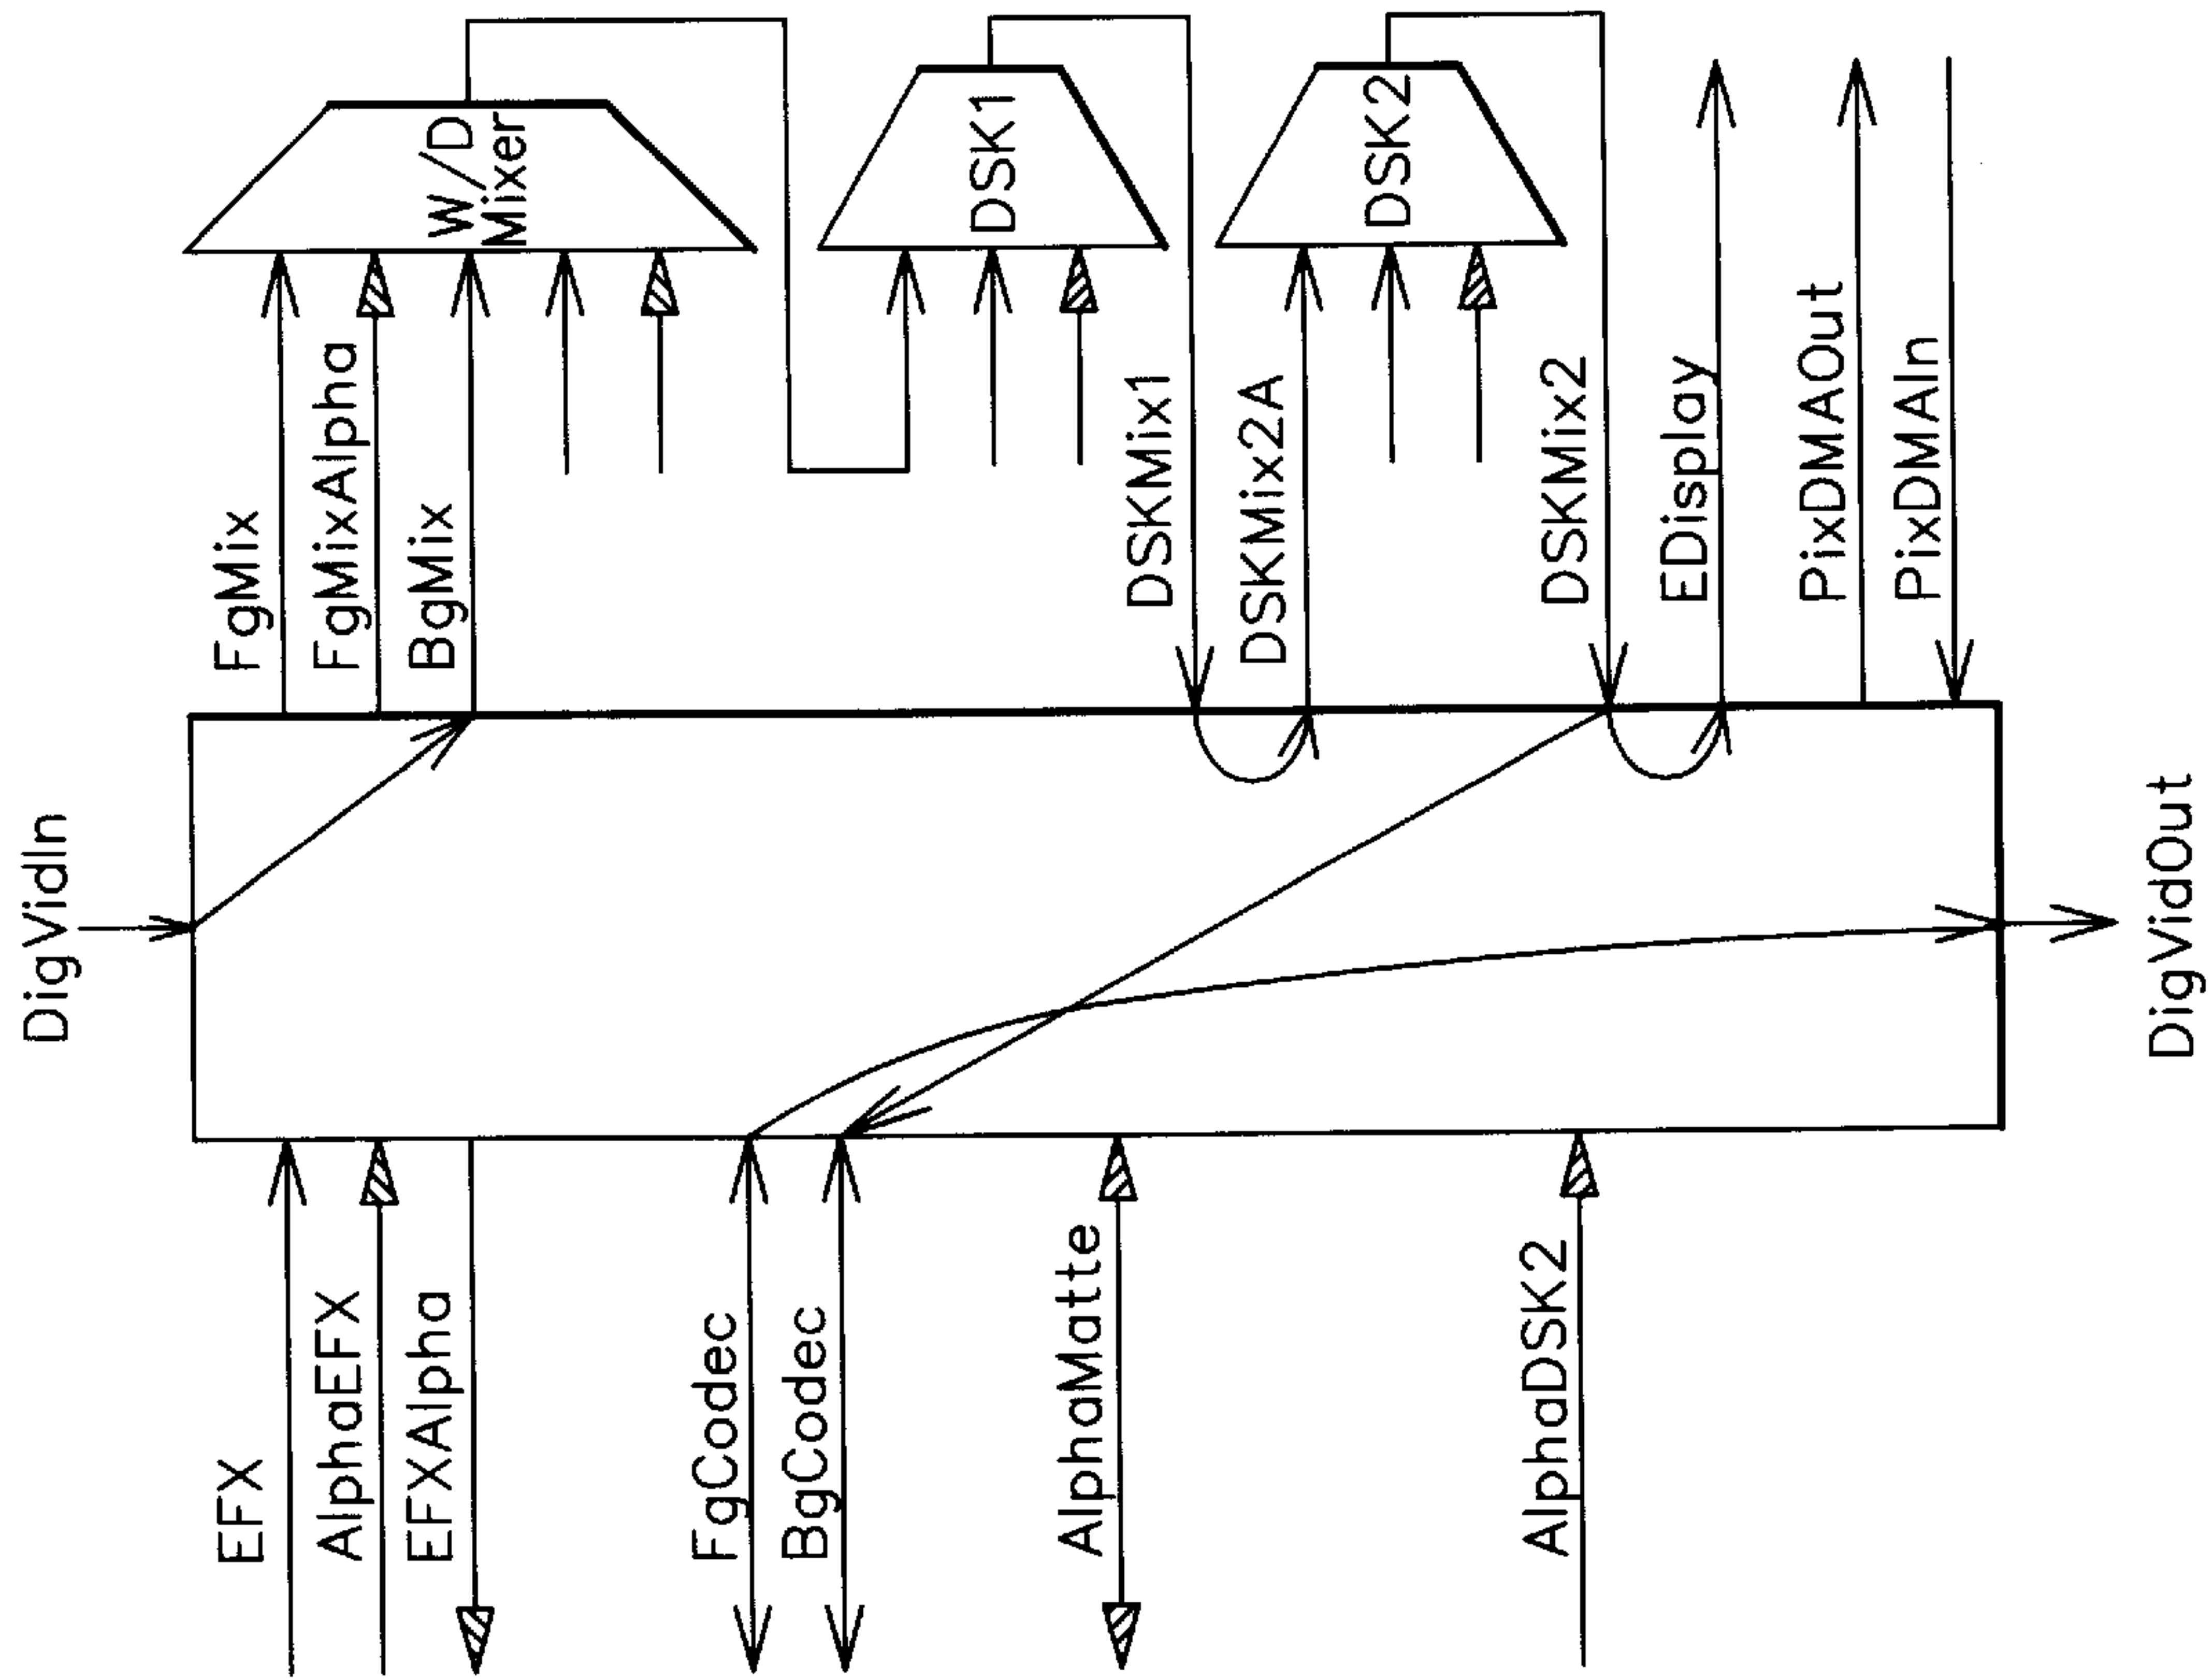 DigVidIn
EFX
AlphaEFX
EFXAlpha
FgCodec
BgCodec
AlphaMatte
AlphaDSK2
FgMix
FgMixAlpha
BgMix
W/D
Mixer
DSK1
DSKMix1
DSKMix2A
DSK2
DSKMix2
EDisplay
PixDMAOut
PixDMAIn
DigVidOut